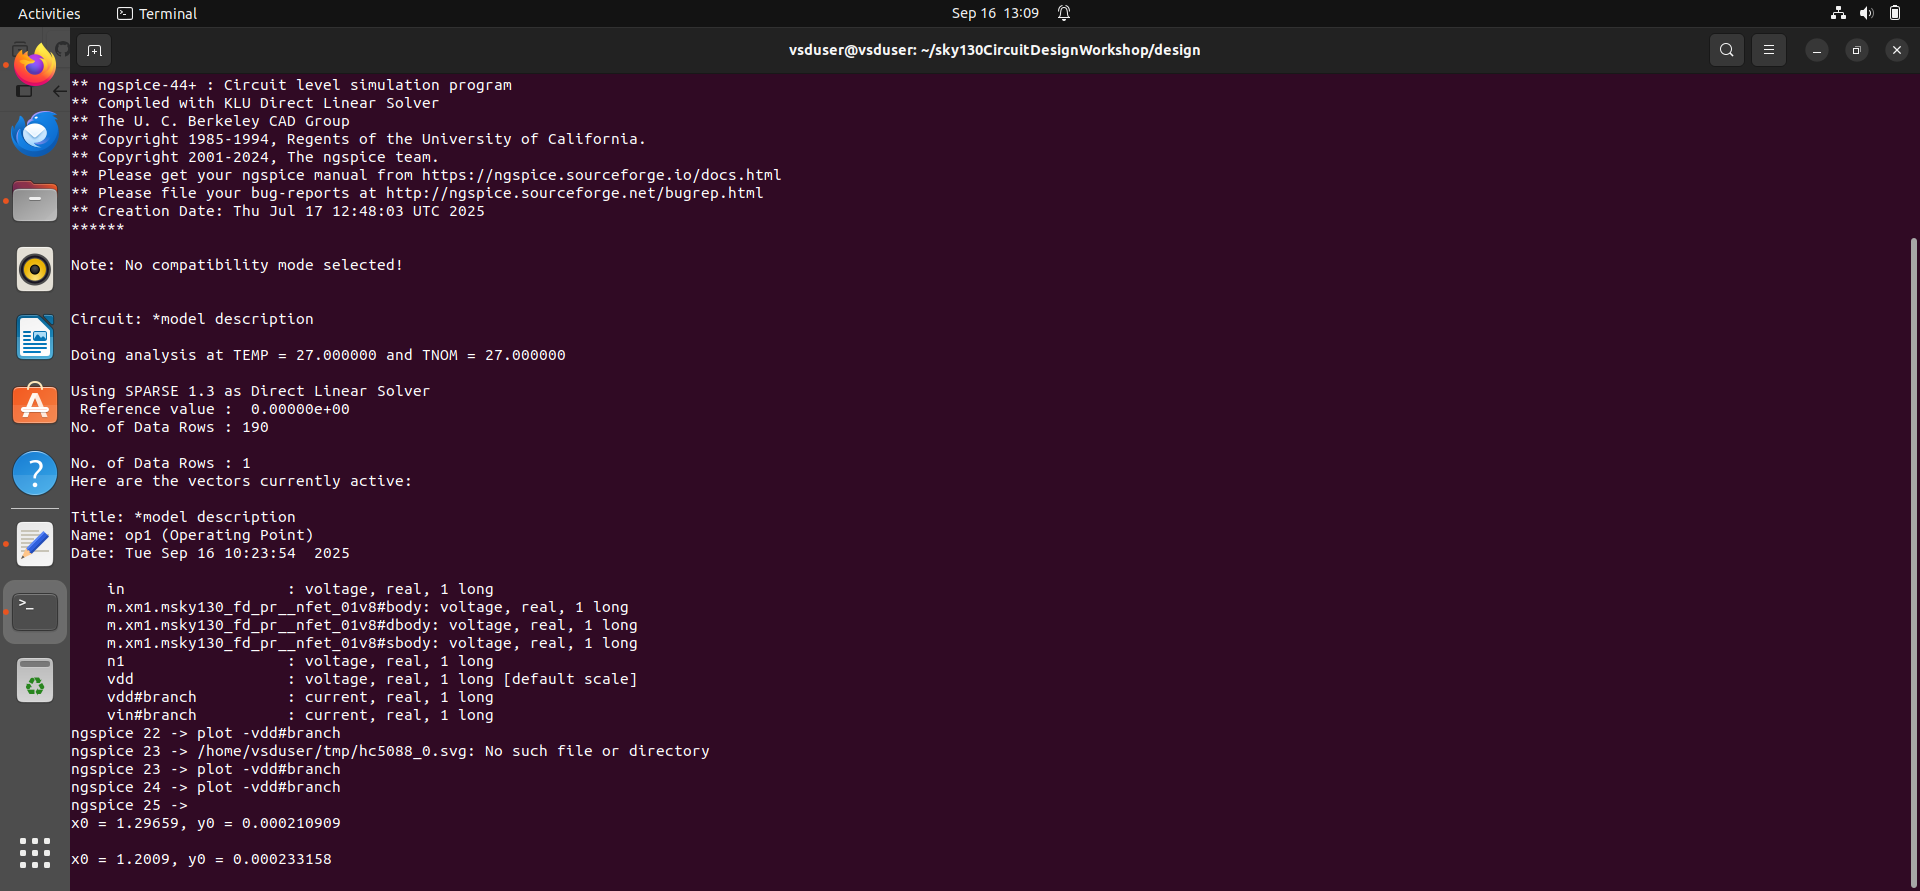 Activities
Terminal
Sep 16 13:09
vsduser@vsduser: ~/sky130CircuitDesignWorkshop/design
** ngspice-44+ : Circuit level simulation program
** Compiled with KLU Direct Linear Solver
** The U. C. Berkeley CAD Group
** Copyright 1985-1994, Regents of the University of California.
** Copyright 2001-2024, The ngspice team.
** Please get your ngspice manual from https://ngspice.sourceforge.io/docs.html
** Please file your bug-reports at http://ngspice.sourceforge.net/bugrep.html
** Creation Date: Thu Jul 17 12:48:03 UTC 2025
******
Note: No compatibility mode selected!
Circuit: *model description
Doing analysis at TEMP = 27.000000 and TNOM = 27.000000
Using SPARSE 1.3 as Direct Linear Solver
Reference value :  0.00000e+00
No. of Data Rows : 190
No. of Data Rows : 1
Here are the vectors currently active:
Title: *model description
Name: op1 (Operating Point)
Date: Tue Sep 16 10:23:54  2025
in                  : voltage, real, 1 long
m.xm1.msky130_fd_pr__nfet_01v8#body: voltage, real, 1 long
m.xm1.msky130_fd_pr__nfet_01v8#dbody: voltage, real, 1 long
m.xm1.msky130_fd_pr__nfet_01v8#sbody: voltage, real, 1 long
n1                  : voltage, real, 1 long
vdd                 : voltage, real, 1 long [default scale]
vdd#branch          : current, real, 1 long
vin#branch          : current, real, 1 long
ngspice 22 -> plot -vdd#branch
ngspice 23 -> /home/vsduser/tmp/hc5088_0.svg: No such file or directory
ngspice 23 -> plot -vdd#branch
ngspice 24 -> plot -vdd#branch
ngspice 25 ->
x0 = 1.29659, y0 = 0.000210909
x0 = 1.2009, y0 = 0.000233158